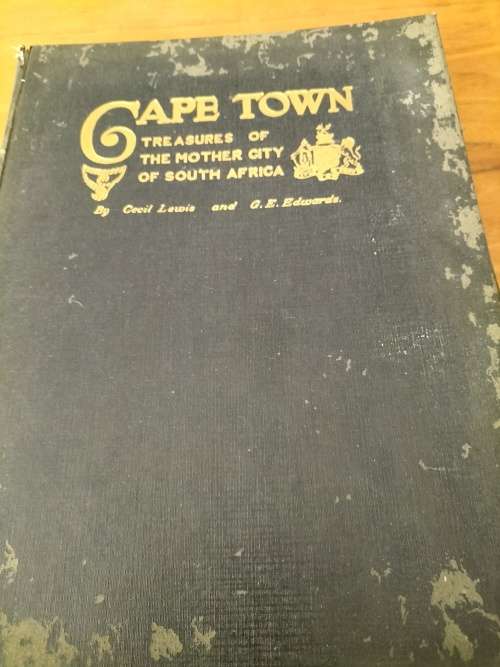 CAPE TOWN
TREASURES OF
THE MOTHER CITY
OF SOUTH AFRICA
By Cecil Lewis and G. E. Edwards.